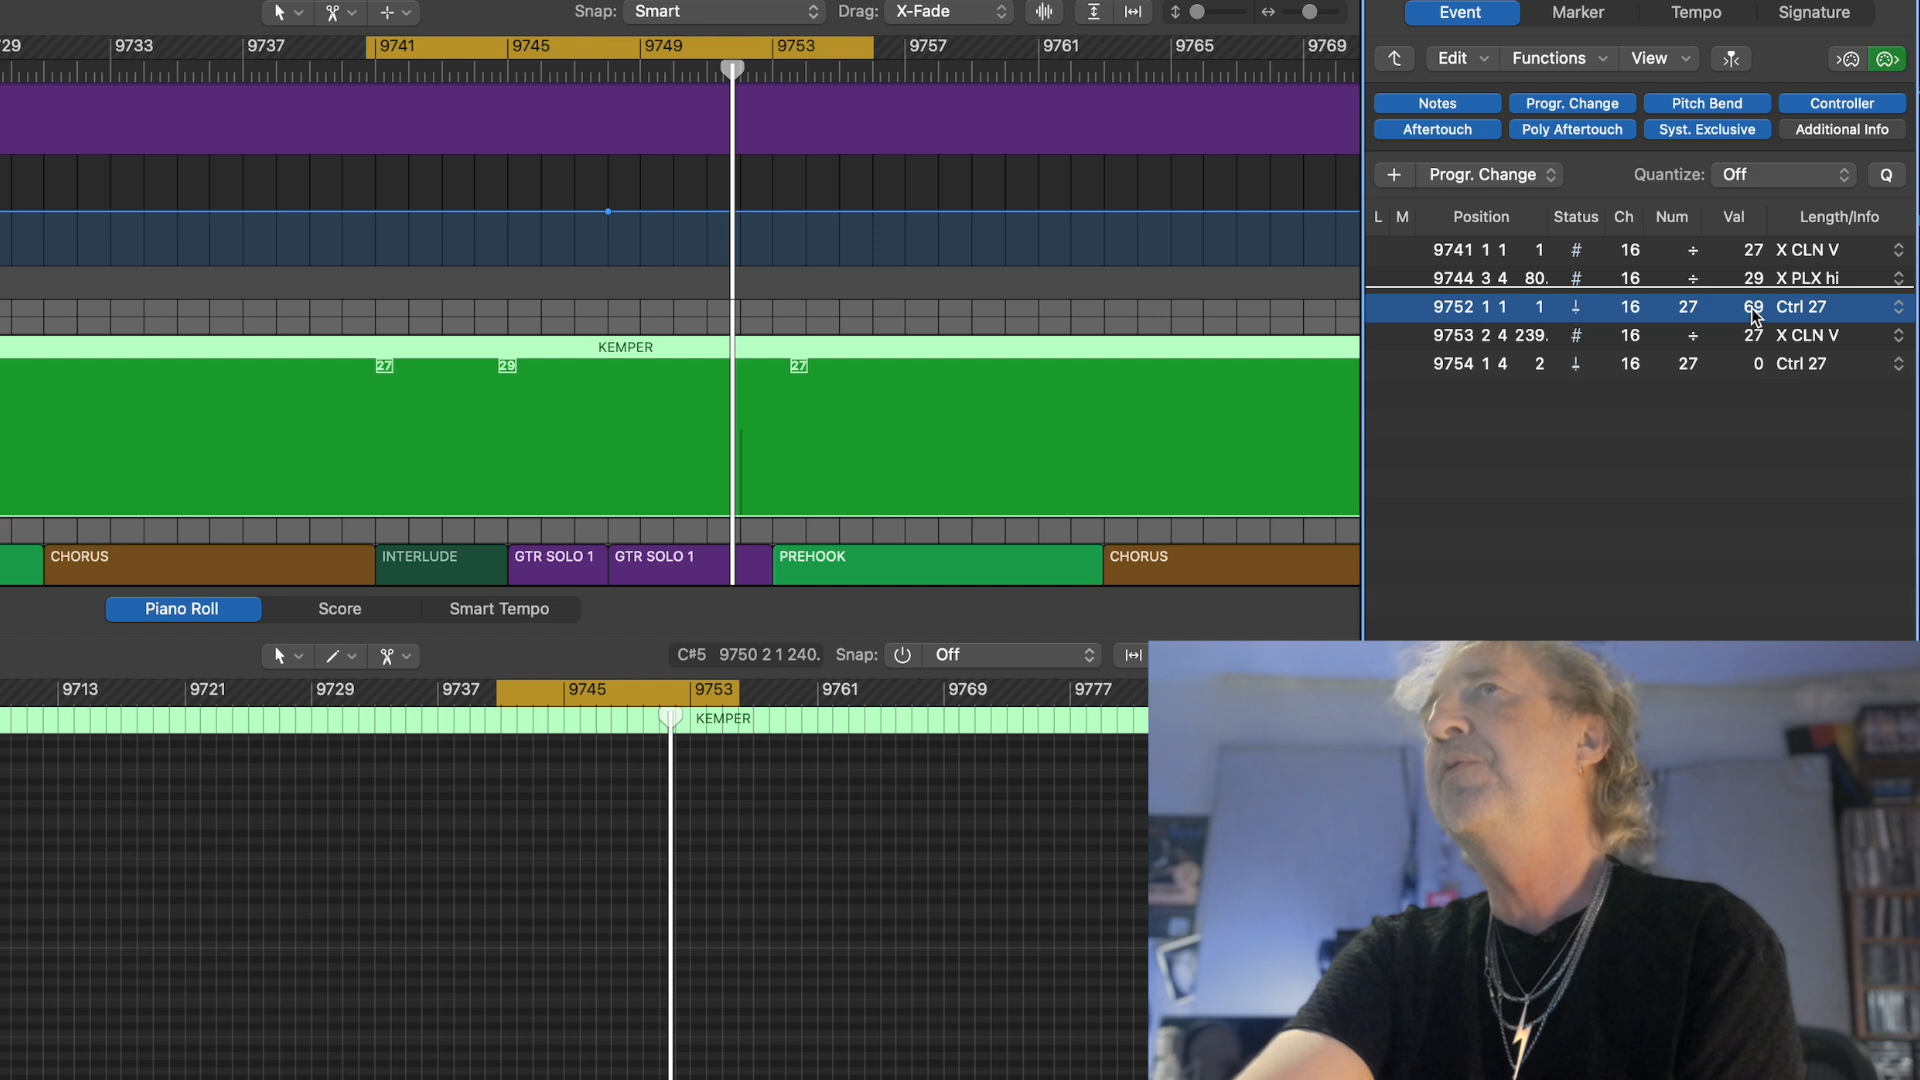 Snap: Smart Drag: X-Fade
29 9733 9737 9741 9745 9749 9753 9757 9761 9765 9769
KEMPER
27 29 27
CHORUS INTERLUDE GTR SOLO 1 GTR SOLO 1 PREHOOK CHORUS
Piano Roll Score Smart Tempo
C#5 9750 2 1 240. Snap: Off
9713 9721 9729 9737 9745 9753 9761 9769 9777
KEMPER
Event Marker Tempo Signature
Edit Functions View
Notes Progr. Change Pitch Bend Controller
Aftertouch Poly Aftertouch Syst. Exclusive Additional Info
+ Progr. Change Quantize: Off Q
L M Position Status Ch Num Val Length/Info
9741 1 1 1 # 16 ÷ 27 X CLN V
9744 3 4 80. # 16 ÷ 29 X PLX hi
9752 1 1 1 16 27 69 Ctrl 27
9753 2 4 239. # 16 ÷ 27 X CLN V
9754 1 4 2 16 27 0 Ctrl 27